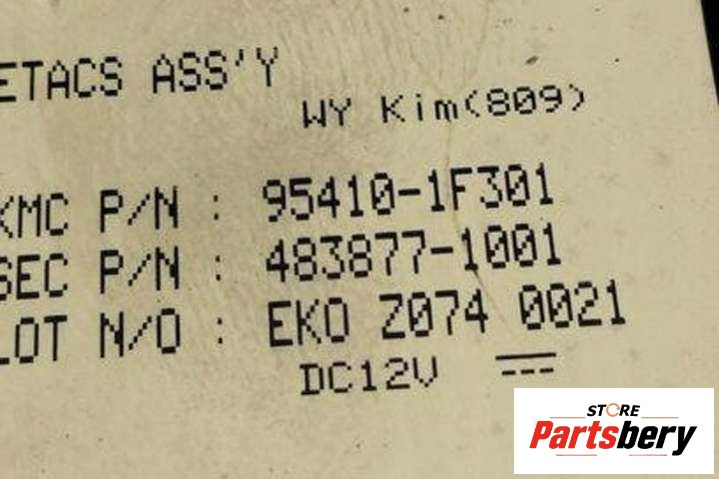 ETACS ASS'Y
WY Kim(809)
KMC P/N : 95410-1F301
SEC P/N : 483877-1001
LOT N/O : EKO Z074 0021
DC12V
STORE
Partsbery